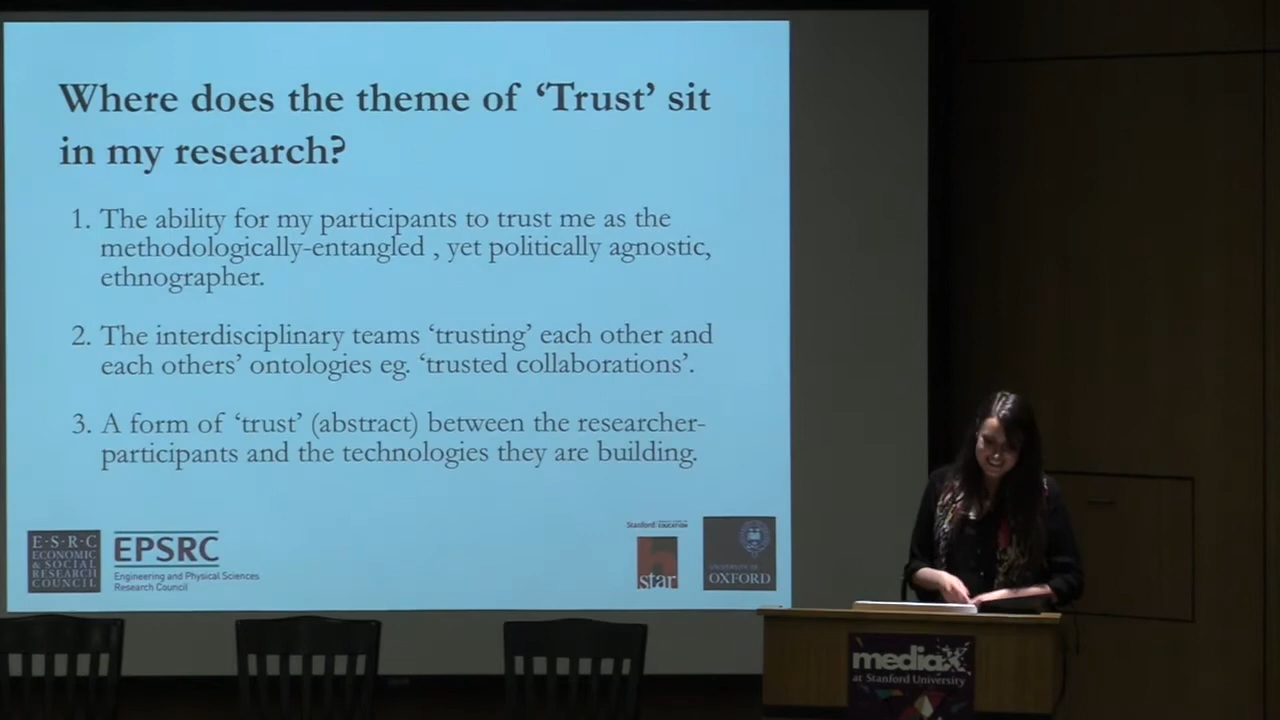 Where does the theme of ‘Trust’ sit
in my research?
1. The ability for my participants to trust me as the
methodologically-entangled , yet politically agnostic,
ethnographer.
2. The interdisciplinary teams ‘trusting’ each other and
each others’ ontologies eg. ‘trusted collaborations’.
3. A form of ‘trust’ (abstract) between the researcher-
participants and the technologies they are building.
E·S·R·C
ECONOMIC
& SOCIAL
RESEARCH
COUNCIL
EPSRC
Engineering and Physical Sciences
Research Council
Stanford
EDUCATION
star
UNIVERSITY OF
OXFORD
mediaX
at Stanford University